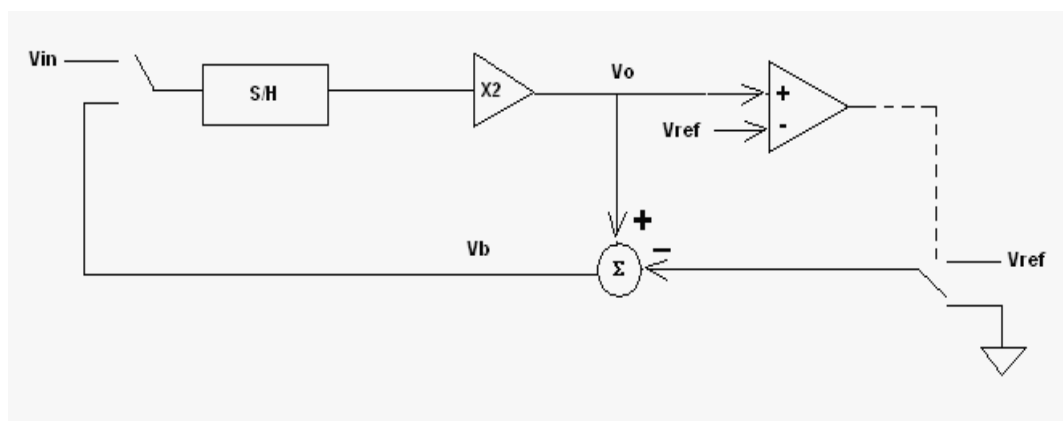 Vin
S/H
X2
Vo
+
Vref
-
+
−
Vb
Σ
Vref